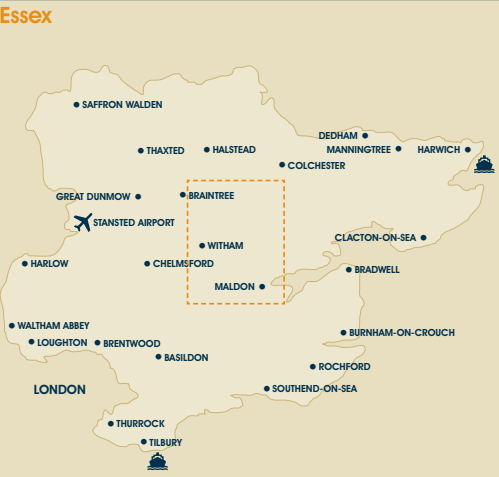 Essex
SAFFRON WALDEN
DEDHAM
THAXTED
HALSTEAD
MANNINGTREE
HARWICH
COLCHESTER
GREAT DUNMOW
BRAINTREE
STANSTED AIRPORT
CLACTON-ON-SEA
WITHAM
HARLOW
CHELMSFORD
BRADWELL
MALDON
WALTHAM ABBEY
BURNHAM-ON-CROUCH
LOUGHTON
BRENTWOOD
BASILDON
ROCHFORD
LONDON
SOUTHEND-ON-SEA
THURROCK
TILBURY